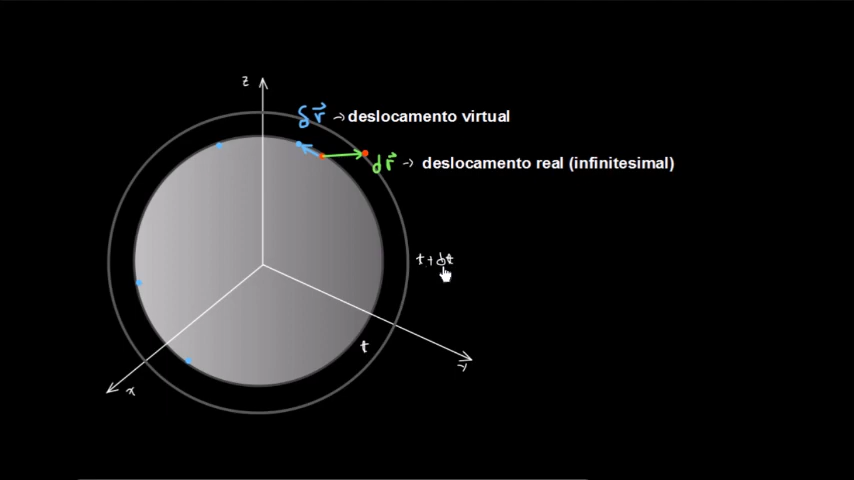 z
δr⃗ → deslocamento virtual
dr⃗ → deslocamento real (infinitesimal)
t + dt
t
y
x